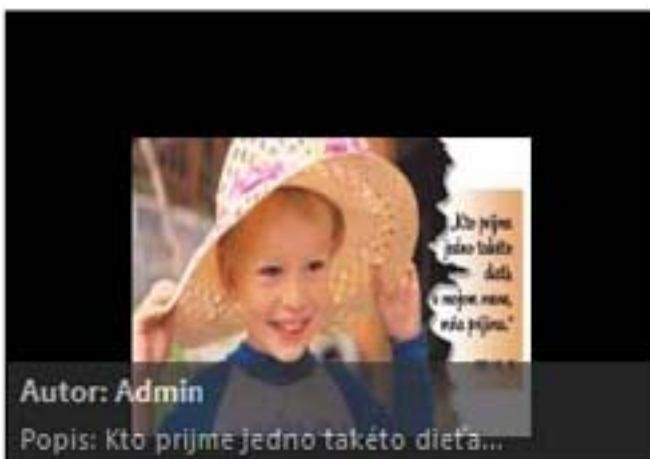 „Kto prijme
jedno takéto
dieťa
v mojom mene,
mňa prijíma."
Autor: Admin
Popis: Kto prijme jedno takéto dieťa...